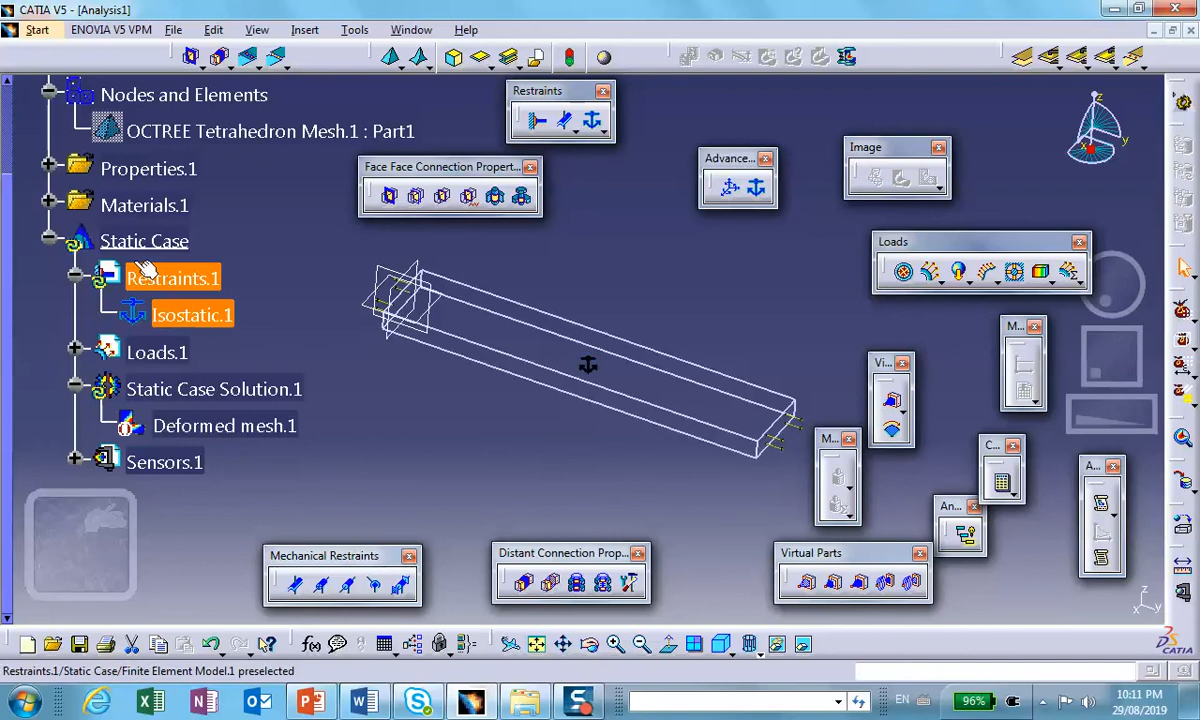 CATIA V5 - [Analysis1]
Start ENOVIA V5 VPM File Edit View Insert Tools Window Help
Nodes and Elements
OCTREE Tetrahedron Mesh.1 : Part1
Properties.1
Materials.1
Static Case
Restraints.1
Isostatic.1
Loads.1
Static Case Solution.1
Deformed mesh.1
Sensors.1
Restraints
Face Face Connection Propert...
Advance...
Image
Loads
M...
Vi...
M...
C...
An...
A...
Mechanical Restraints
Distant Connection Prop...
Virtual Parts
z
y
x
z
x y
f(x)
CATIA
Restraints.1/Static Case/Finite Element Model.1 preselected
EN
96%
10:11 PM
29/08/2019